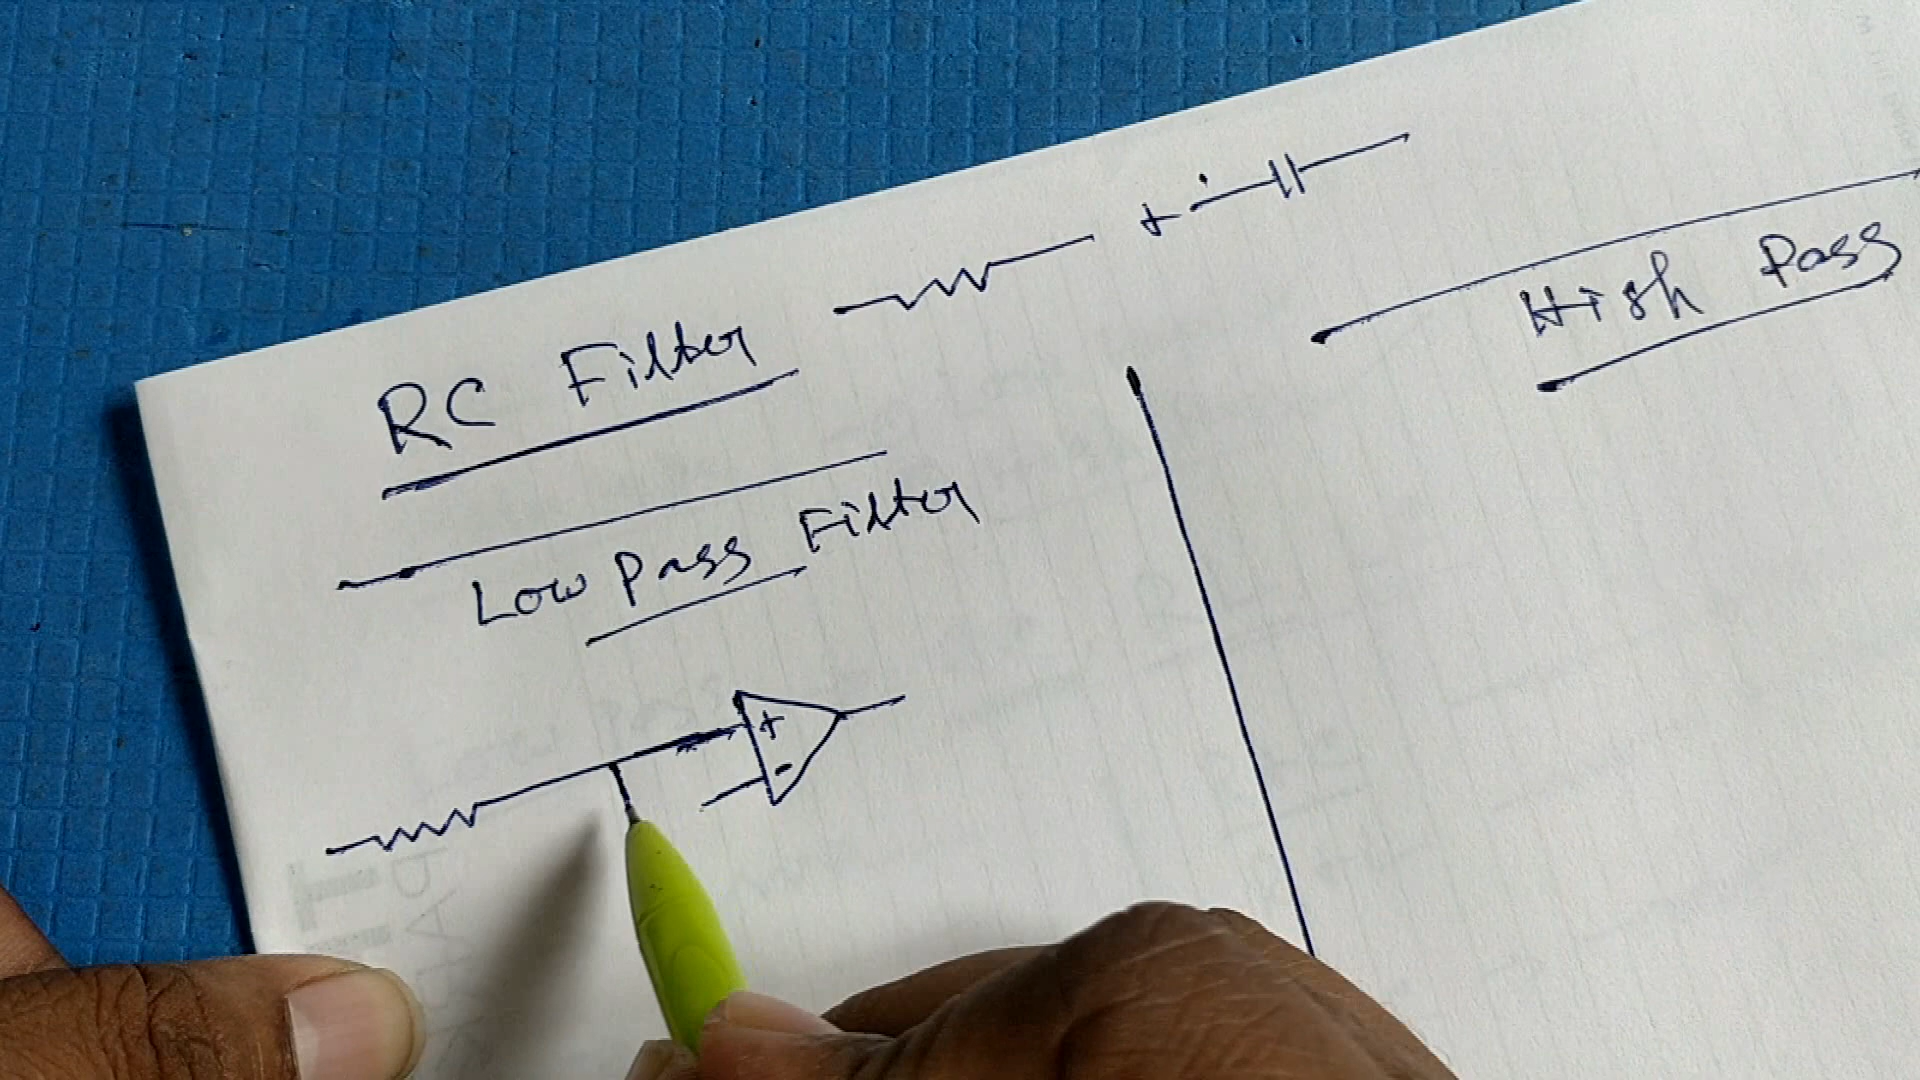 RC Filter
+
High Pass
Low Pass Filter
+
-